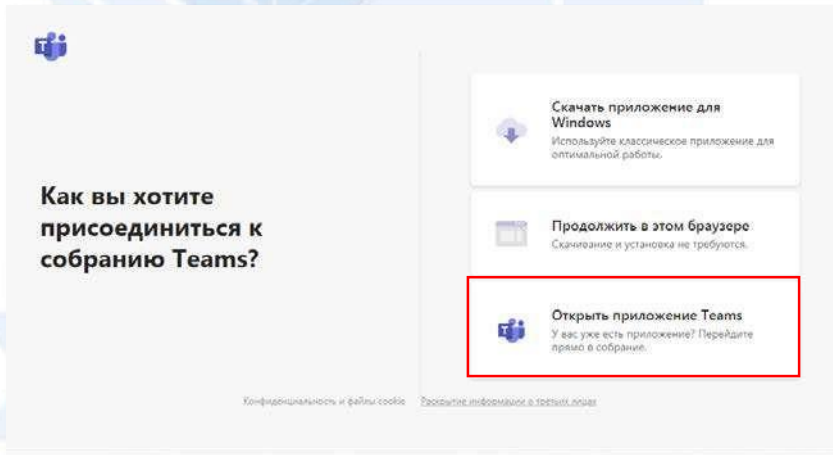 Как вы хотите
присоединиться к
собранию Teams?
Скачать приложение для
Windows
Используйте классическое приложение для
оптимальной работы.
Продолжить в этом браузере
Скачивание и установка не требуются.
Открыть приложение Teams
У вас уже есть приложение? Перейдите
прямо в собрание.
Конфиденциальность и файлы cookie
Раскрытие информации о третьих лицах